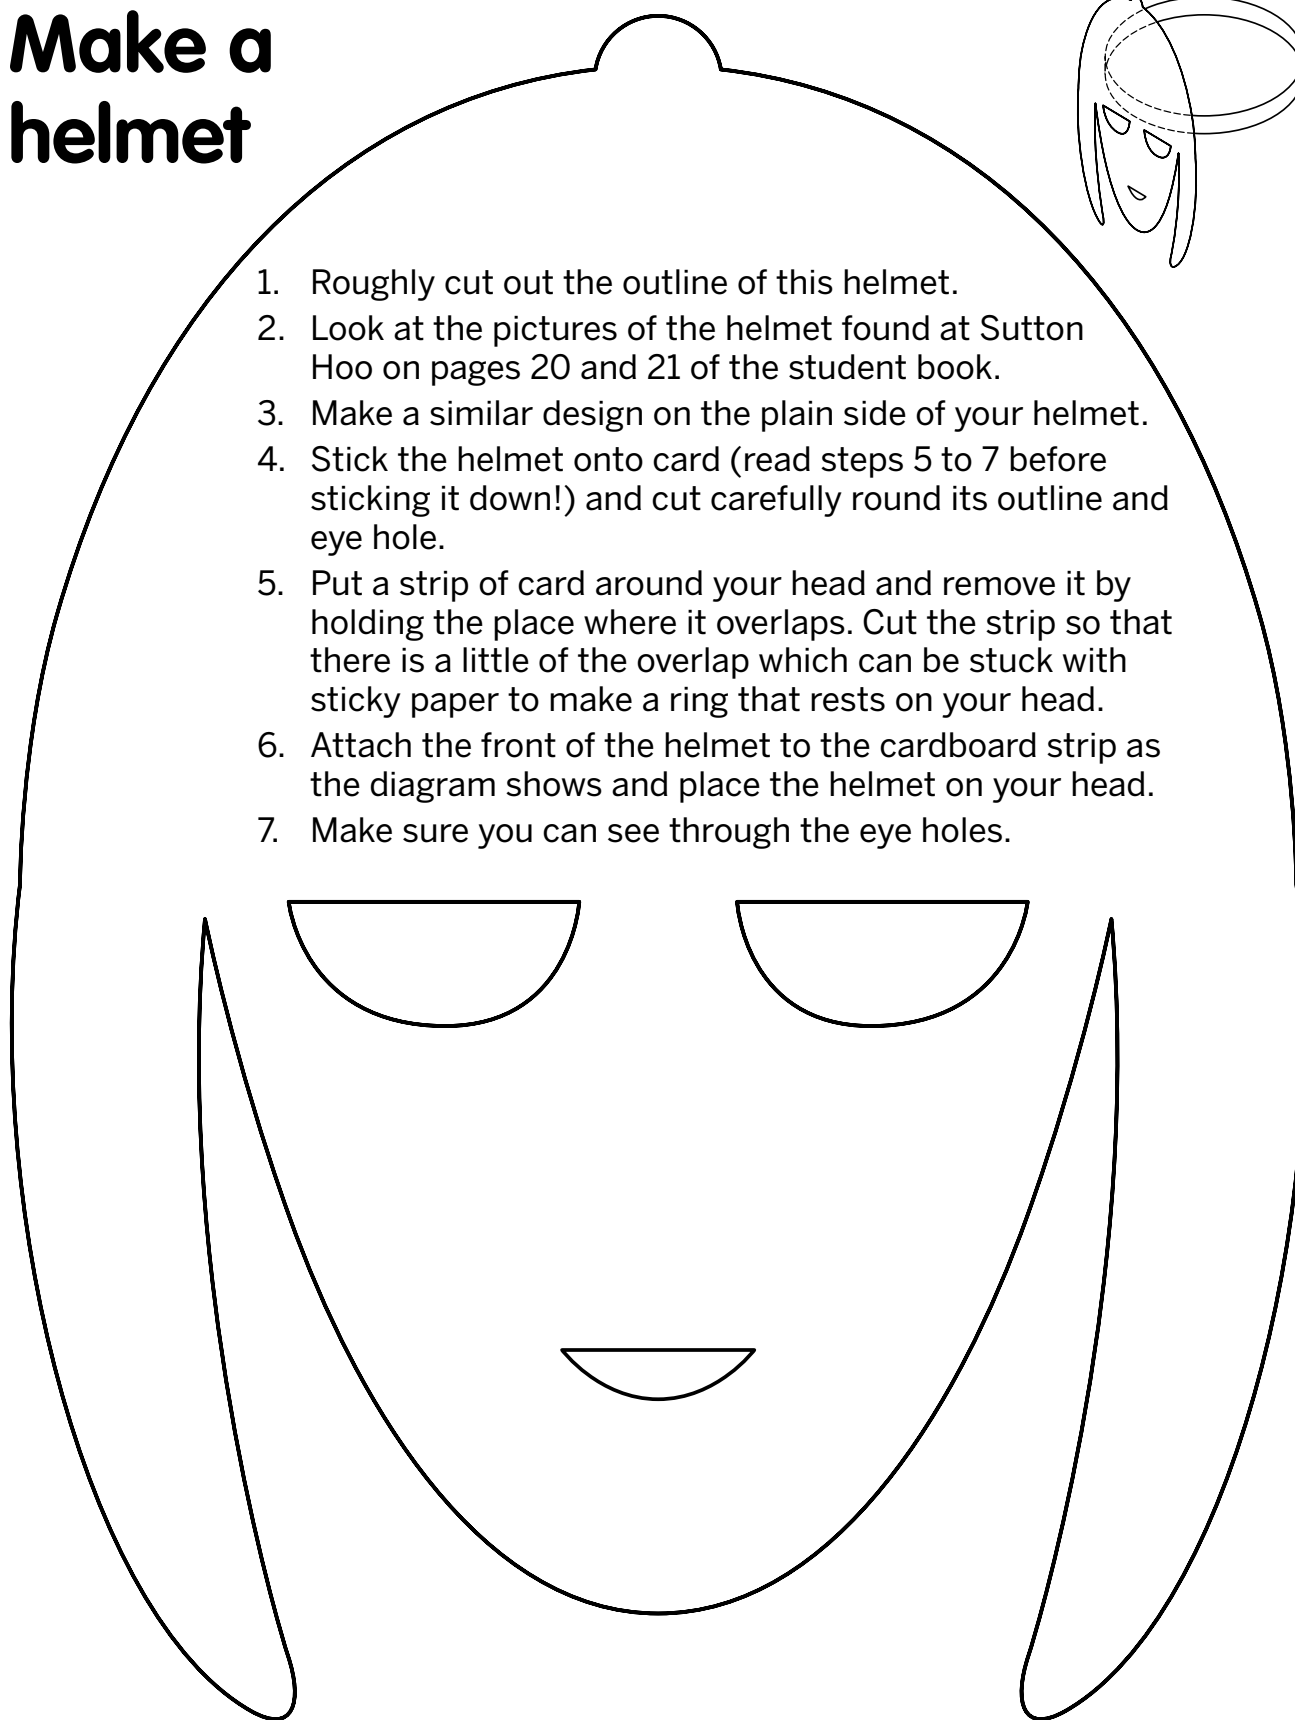 Make a
helmet
1. Roughly cut out the outline of this helmet.
2. Look at the pictures of the helmet found at Sutton
Hoo on pages 20 and 21 of the student book.
3. Make a similar design on the plain side of your helmet.
4. Stick the helmet onto card (read steps 5 to 7 before
sticking it down!) and cut carefully round its outline and
eye hole.
5. Put a strip of card around your head and remove it by
holding the place where it overlaps. Cut the strip so that
there is a little of the overlap which can be stuck with
sticky paper to make a ring that rests on your head.
6. Attach the front of the helmet to the cardboard strip as
the diagram shows and place the helmet on your head.
7. Make sure you can see through the eye holes.